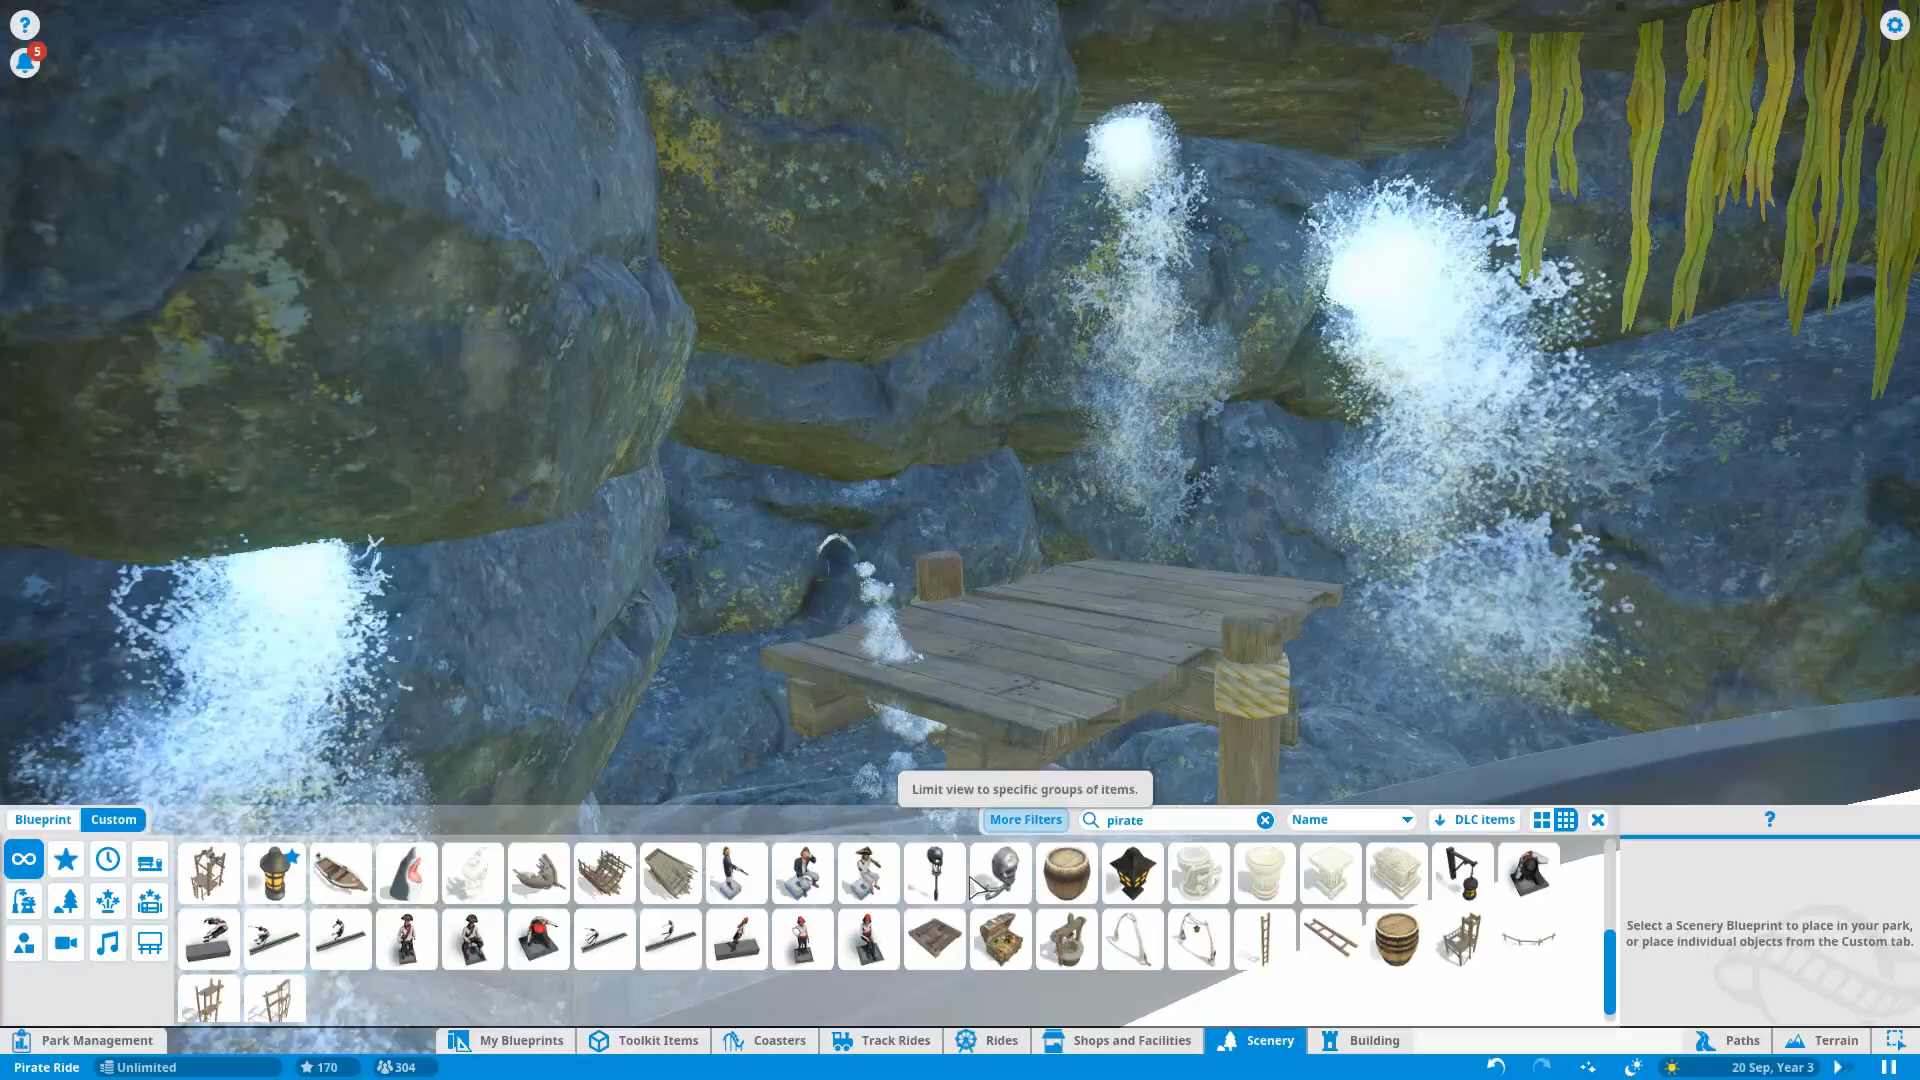 ?
5
Limit view to specific groups of items.
Blueprint
Custom
More Filters
pirate
Name
DLC items
?
Select a Scenery Blueprint to place in your park,
or place individual objects from the Custom tab.
Park Management
My Blueprints
Toolkit Items
Coasters
Track Rides
Rides
Shops and Facilities
Scenery
Building
Paths
Terrain
Pirate Ride
Unlimited
170
304
20 Sep, Year 3